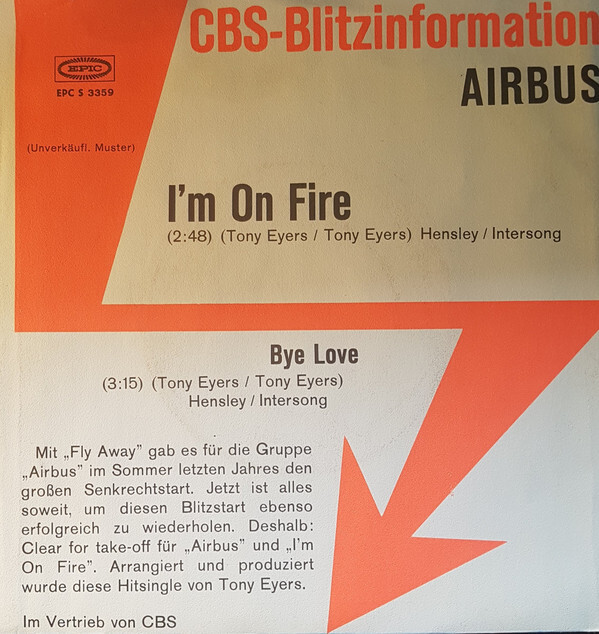 CBS-Blitzinformation
AIRBUS
EPIC
EPC S 3359
(Unverkäufl. Muster)
I'm On Fire
(2:48) (Tony Eyers / Tony Eyers) Hensley / Intersong
Bye Love
(3:15) (Tony Eyers / Tony Eyers)
Hensley / Intersong
Mit „Fly Away” gab es für die Gruppe
„Airbus” im Sommer letzten Jahres den
großen Senkrechtstart. Jetzt ist alles
soweit, um diesen Blitzstart ebenso
erfolgreich zu wiederholen. Deshalb:
Clear for take-off für „Airbus” und „I'm
On Fire”. Arrangiert und produziert
wurde diese Hitsingle von Tony Eyers.
Im Vertrieb von CBS